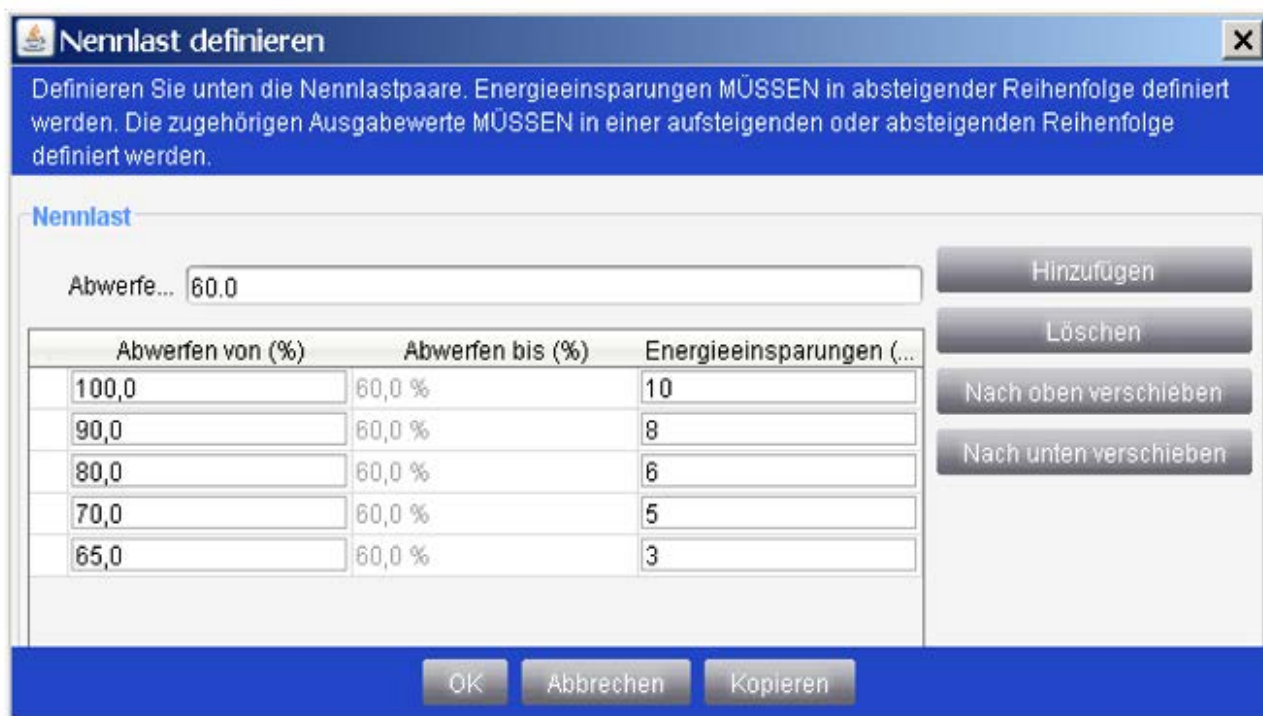 Nennlast definieren
Definieren Sie unten die Nennlastpaare. Energieeinsparungen MÜSSEN in absteigender Reihenfolge definiert
werden. Die zugehörigen Ausgabewerte MÜSSEN in einer aufsteigenden oder absteigenden Reihenfolge
definiert werden.
Nennlast
Abwerfe... 60.0
Hinzufügen
Löschen
Nach oben verschieben
Nach unten verschieben
Abwerfen von (%) Abwerfen bis (%) Energieeinsparungen (...
100,0 60,0 % 10
90,0 60,0 % 8
80,0 60,0 % 6
70,0 60,0 % 5
65,0 60,0 % 3
OK Abbrechen Kopieren